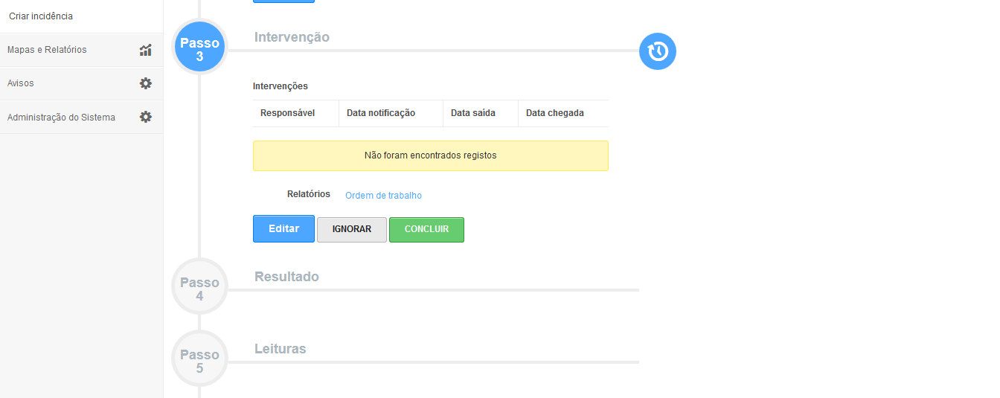 Criar incidência
Mapas e Relatórios
Avisos
Administração do Sistema
Passo
3
Intervenção
Intervenções
Responsável Data notificação Data saída Data chegada
Não foram encontrados registos
Relatórios Ordem de trabalho
Editar IGNORAR CONCLUIR
Passo
4
Resultado
Passo
5
Leituras